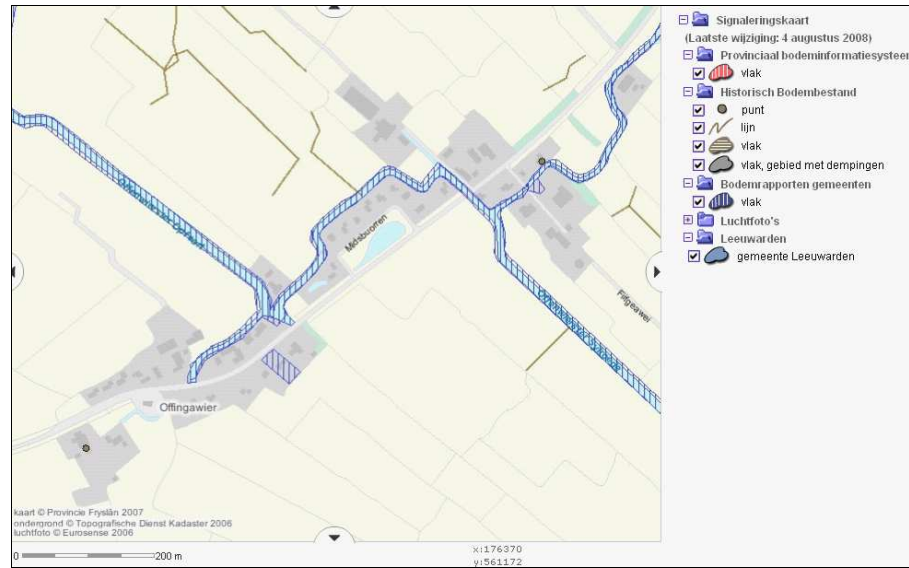 Signaleringskaart
(Laatste wijziging: 4 augustus 2008)
Provinciaal bodeminformatiesysteem
vlak
Historisch Bodembestand
punt
lijn
vlak
vlak, gebied met dempingen
Bodemrapporten gemeenten
vlak
Luchtfoto's
Leeuwarden
gemeente Leeuwarden
Midsbuorren
Fiifgeawei
Offingawier
kaart © Provincie Fryslân 2007
ondergrond © Topografische Dienst Kadaster 2006
luchtfoto © Eurosense 2006
0 200 m
x:176370
y:561172